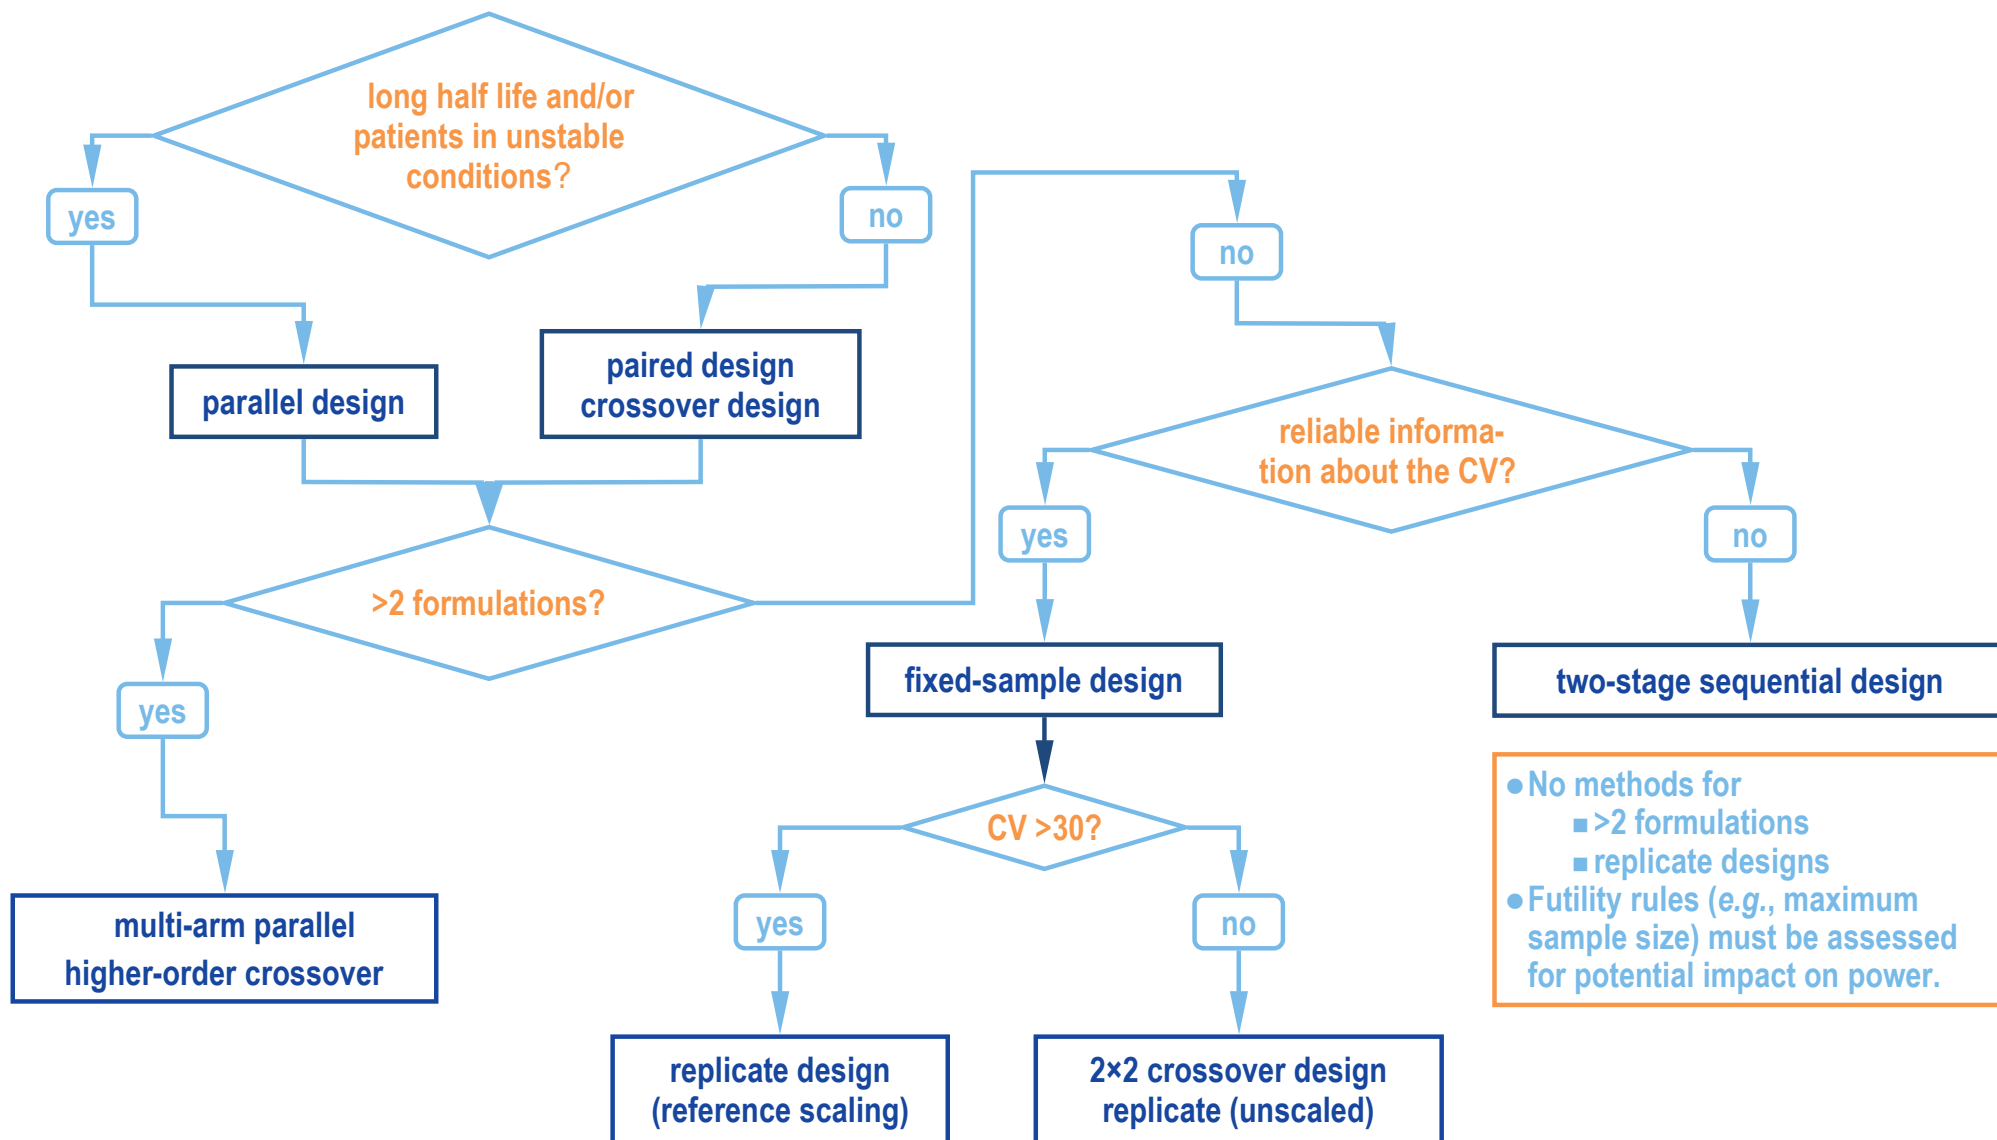 long half life and/or
patients in unstable
conditions?
yes
no
parallel design
paired design
crossover design
>2 formulations?
yes
no
multi-arm parallel
higher-order crossover
reliable informa-
tion about the CV?
yes
no
fixed-sample design
two-stage sequential design
CV >30?
yes
no
replicate design
(reference scaling)
2×2 crossover design
replicate (unscaled)
●No methods for
■ >2 formulations
■ replicate designs
●Futility rules (e.g., maximum
sample size) must be assessed
for potential impact on power.